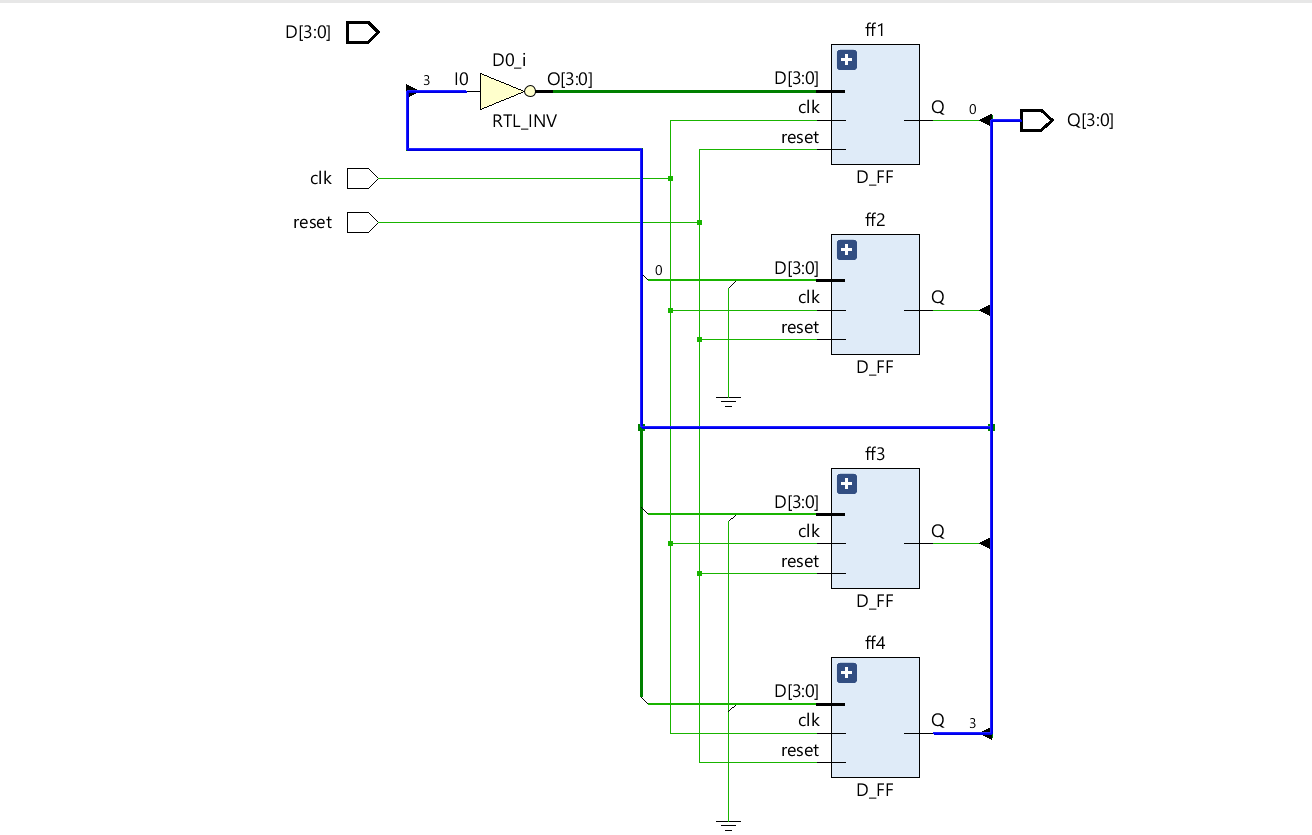 D[3:0]
D0_i
3
I0
O[3:0]
RTL_INV
clk
reset
ff1
D[3:0]
clk
reset
Q
0
D_FF
Q[3:0]
ff2
0
D[3:0]
clk
reset
Q
D_FF
ff3
D[3:0]
clk
reset
Q
D_FF
ff4
D[3:0]
clk
reset
Q
3
D_FF